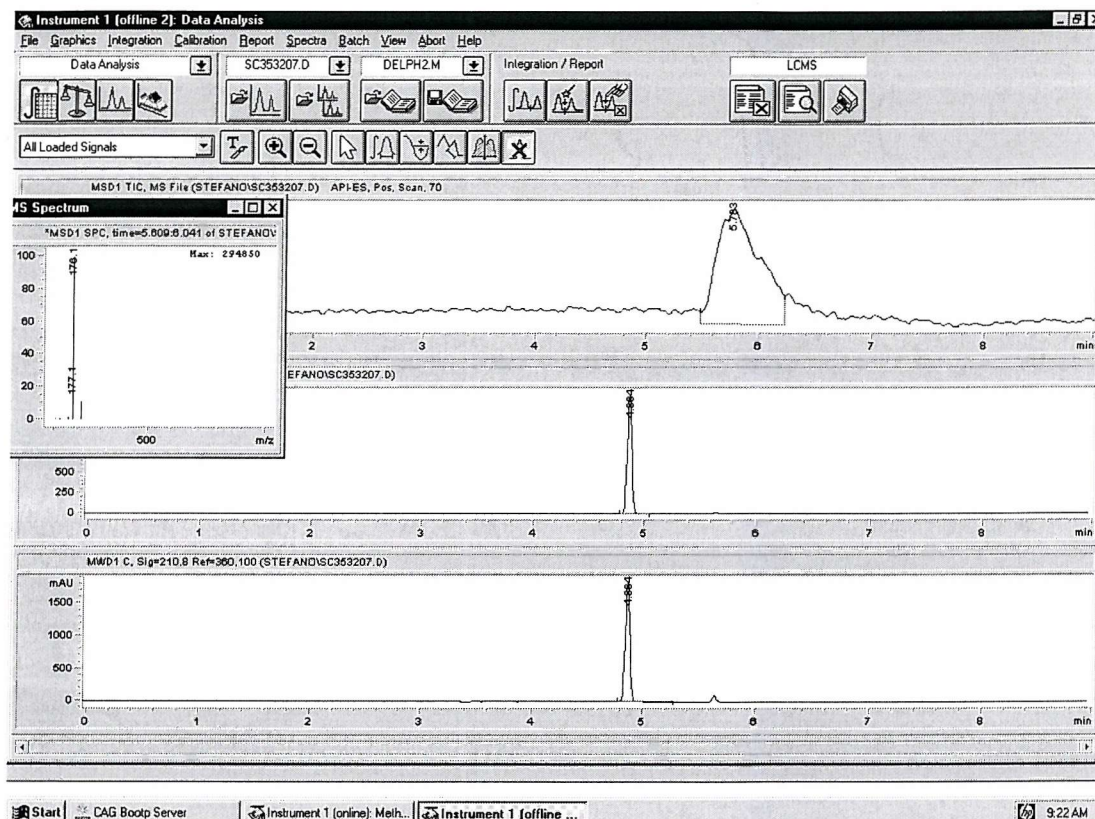 Instrument 1 (offline 2): Data Analysis
File Graphics Integration Calibration Report Spectra Batch View Abort Help
Data Analysis SC353207.D DELPH2.M Integration / Report LCMS
All Loaded Signals
MSD1 TIC, MS File (STEFANO\SC353207.D) API-ES, Pos, Scan, 70
MS Spectrum
*MSD1 SPC, time=5.609:6.041 of STEFANO\
Max: 294850
100
80
60
40
20
0
176.1
177.1
500 m/z
5.763
2 3 4 5 6 7 8 min
EFANO\SC353207.D)
4.884
500
250
0
0 1 2 3 4 5 6 7 8 min
MWD1 C, Sig=210,8 Ref=360,100 (STEFANO\SC353207.D)
mAU
1500
1000
500
0
4.884
0 1 2 3 4 5 6 7 8 min
Start CAG Bootp Server Instrument 1 (online): Meth... Instrument 1 (offline ... 9:22 AM